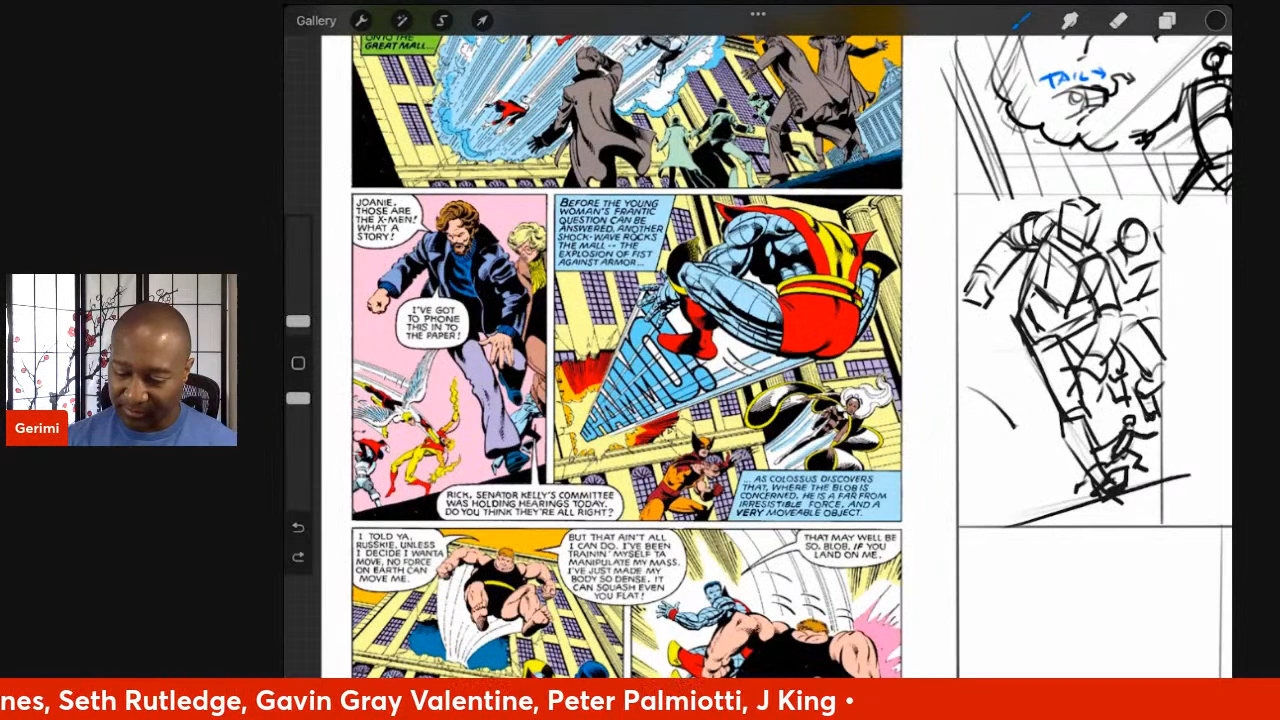 Gallery
ONTO THE
GREAT MALL...
TAIL
JOANIE,
THOSE ARE
THE X-MEN!
WHAT A
STORY!
I'VE GOT
TO PHONE
THIS IN TO
THE PAPER!
RICK, SENATOR KELLY'S COMMITTEE
WAS HOLDING HEARINGS TODAY.
DO YOU THINK THEY'RE ALL RIGHT?
BEFORE THE YOUNG
WOMAN'S FRANTIC
QUESTION CAN BE
ANSWERED, ANOTHER
SHOCK-WAVE ROCKS
THE MALL -- THE
EXPLOSION OF FIST
AGAINST ARMOR...
WHAMMO!
... AS COLOSSUS DISCOVERS
THAT, WHERE THE BLOB IS
CONCERNED, HE IS A FAR FROM
IRRESISTIBLE FORCE, AND A
VERY MOVEABLE OBJECT.
I TOLD YA,
RUSSKIE, UNLESS
I DECIDE I WANTA
MOVE, NO FORCE
ON EARTH CAN
MOVE ME.
BUT THAT AIN'T ALL
I CAN DO. I'VE BEEN
TRAININ' MYSELF TA
MANIPULATE MY MASS.
I'VE JUST MADE MY
BODY SO DENSE, IT
CAN SQUASH EVEN
YOU FLAT!
THAT MAY WELL BE
SO, BLOB, IF YOU
LAND ON ME.
Gerimi
nes, Seth Rutledge, Gavin Gray Valentine, Peter Palmiotti, J King •